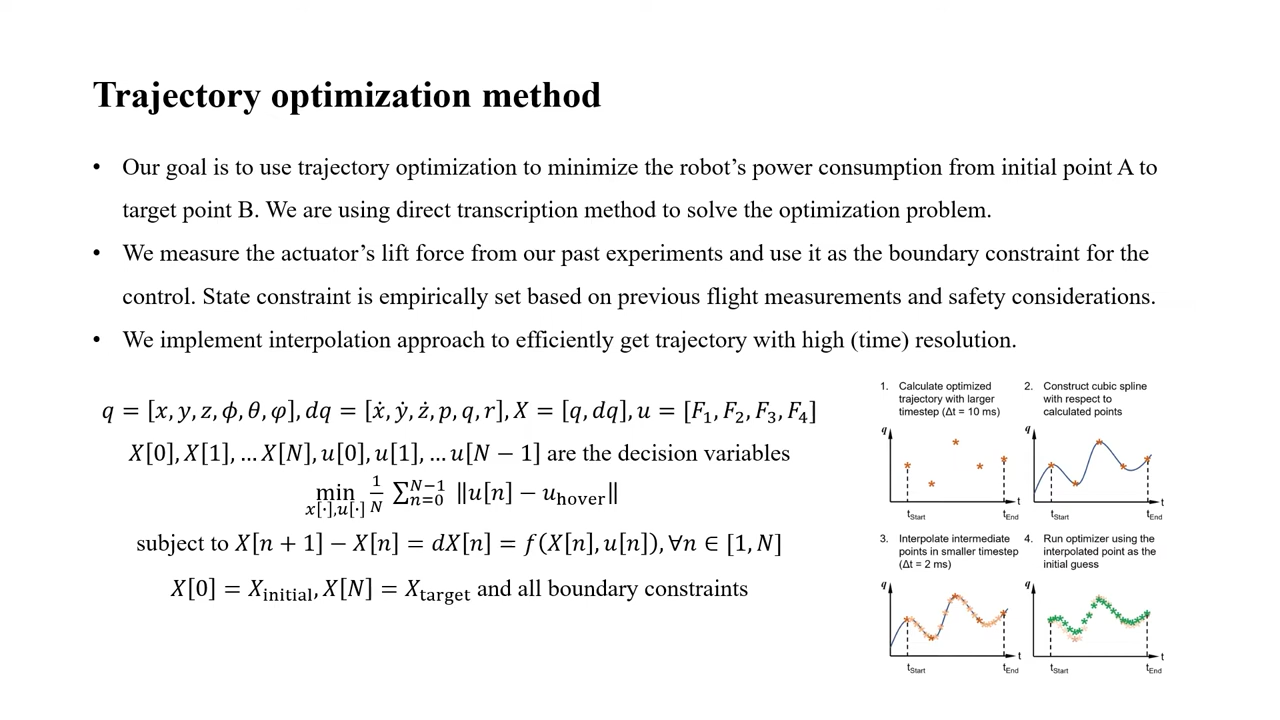 Trajectory optimization method
• Our goal is to use trajectory optimization to minimize the robot’s power consumption from initial point A to
target point B. We are using direct transcription method to solve the optimization problem.
• We measure the actuator’s lift force from our past experiments and use it as the boundary constraint for the
control. State constraint is empirically set based on previous flight measurements and safety considerations.
• We implement interpolation approach to efficiently get trajectory with high (time) resolution.
q = [x, y, z, ϕ, θ, φ], dq = [ẋ, ẏ, ż, p, q, r], X = [q, dq], u = [F₁, F₂, F₃, F₄]
X[0], X[1], … X[N], u[0], u[1], … u[N − 1] are the decision variables
min x[·],u[·] 1/N ∑ₙ₌₀ᴺ⁻¹ ‖u[n] − u_hover‖
subject to X[n + 1] − X[n] = dX[n] = f(X[n], u[n]), ∀n ∈ [1, N]
X[0] = X_initial, X[N] = X_target and all boundary constraints
1. Calculate optimized
trajectory with larger
timestep (Δt = 10 ms)
q
t
tStart
tEnd
2. Construct cubic spline
with respect to
calculated points
q
t
tStart
tEnd
3. Interpolate intermediate
points in smaller timestep
(Δt = 2 ms)
q
t
tStart
tEnd
4. Run optimizer using the
interpolated point as the
initial guess
q
t
tStart
tEnd